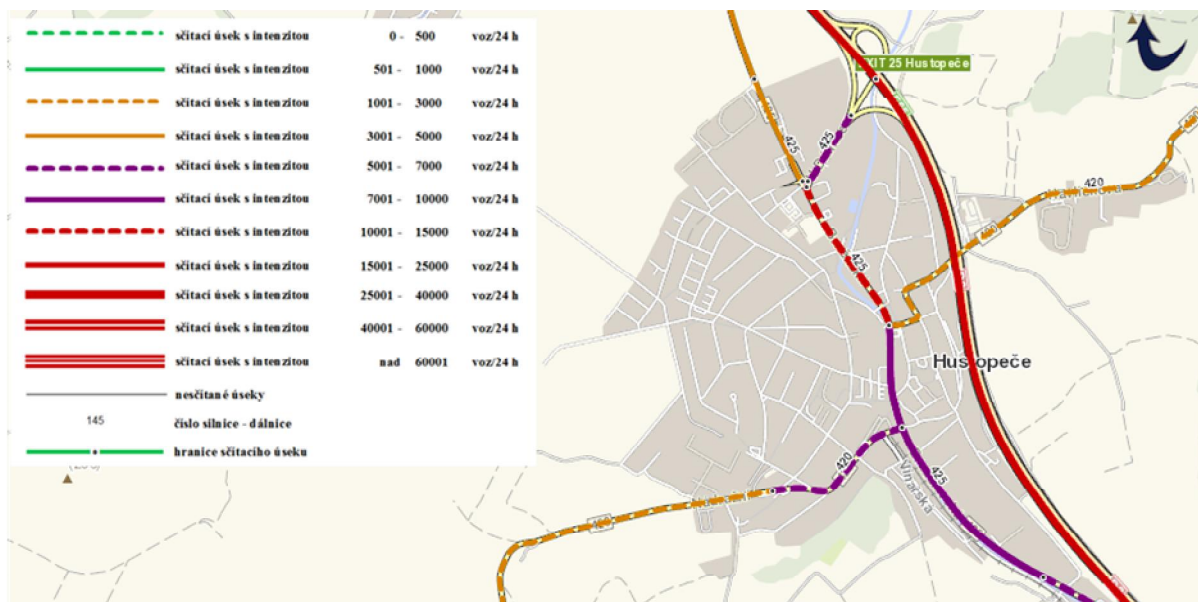 sčítací úsek s intenzitou 0 - 500 voz/24 h
sčítací úsek s intenzitou 501 - 1000 voz/24 h
sčítací úsek s intenzitou 1001 - 3000 voz/24 h
sčítací úsek s intenzitou 3001 - 5000 voz/24 h
sčítací úsek s intenzitou 5001 - 7000 voz/24 h
sčítací úsek s intenzitou 7001 - 10000 voz/24 h
sčítací úsek s intenzitou 10001 - 15000 voz/24 h
sčítací úsek s intenzitou 15001 - 25000 voz/24 h
sčítací úsek s intenzitou 25001 - 40000 voz/24 h
sčítací úsek s intenzitou 40001 - 60000 voz/24 h
sčítací úsek s intenzitou nad 60001 voz/24 h
nesčítané úseky
145 číslo silnice - dálnice
hranice sčítacího úseku
EXIT 25 Hustopeče
425
425
420
425
Hustopeče
420
425
Vinařská